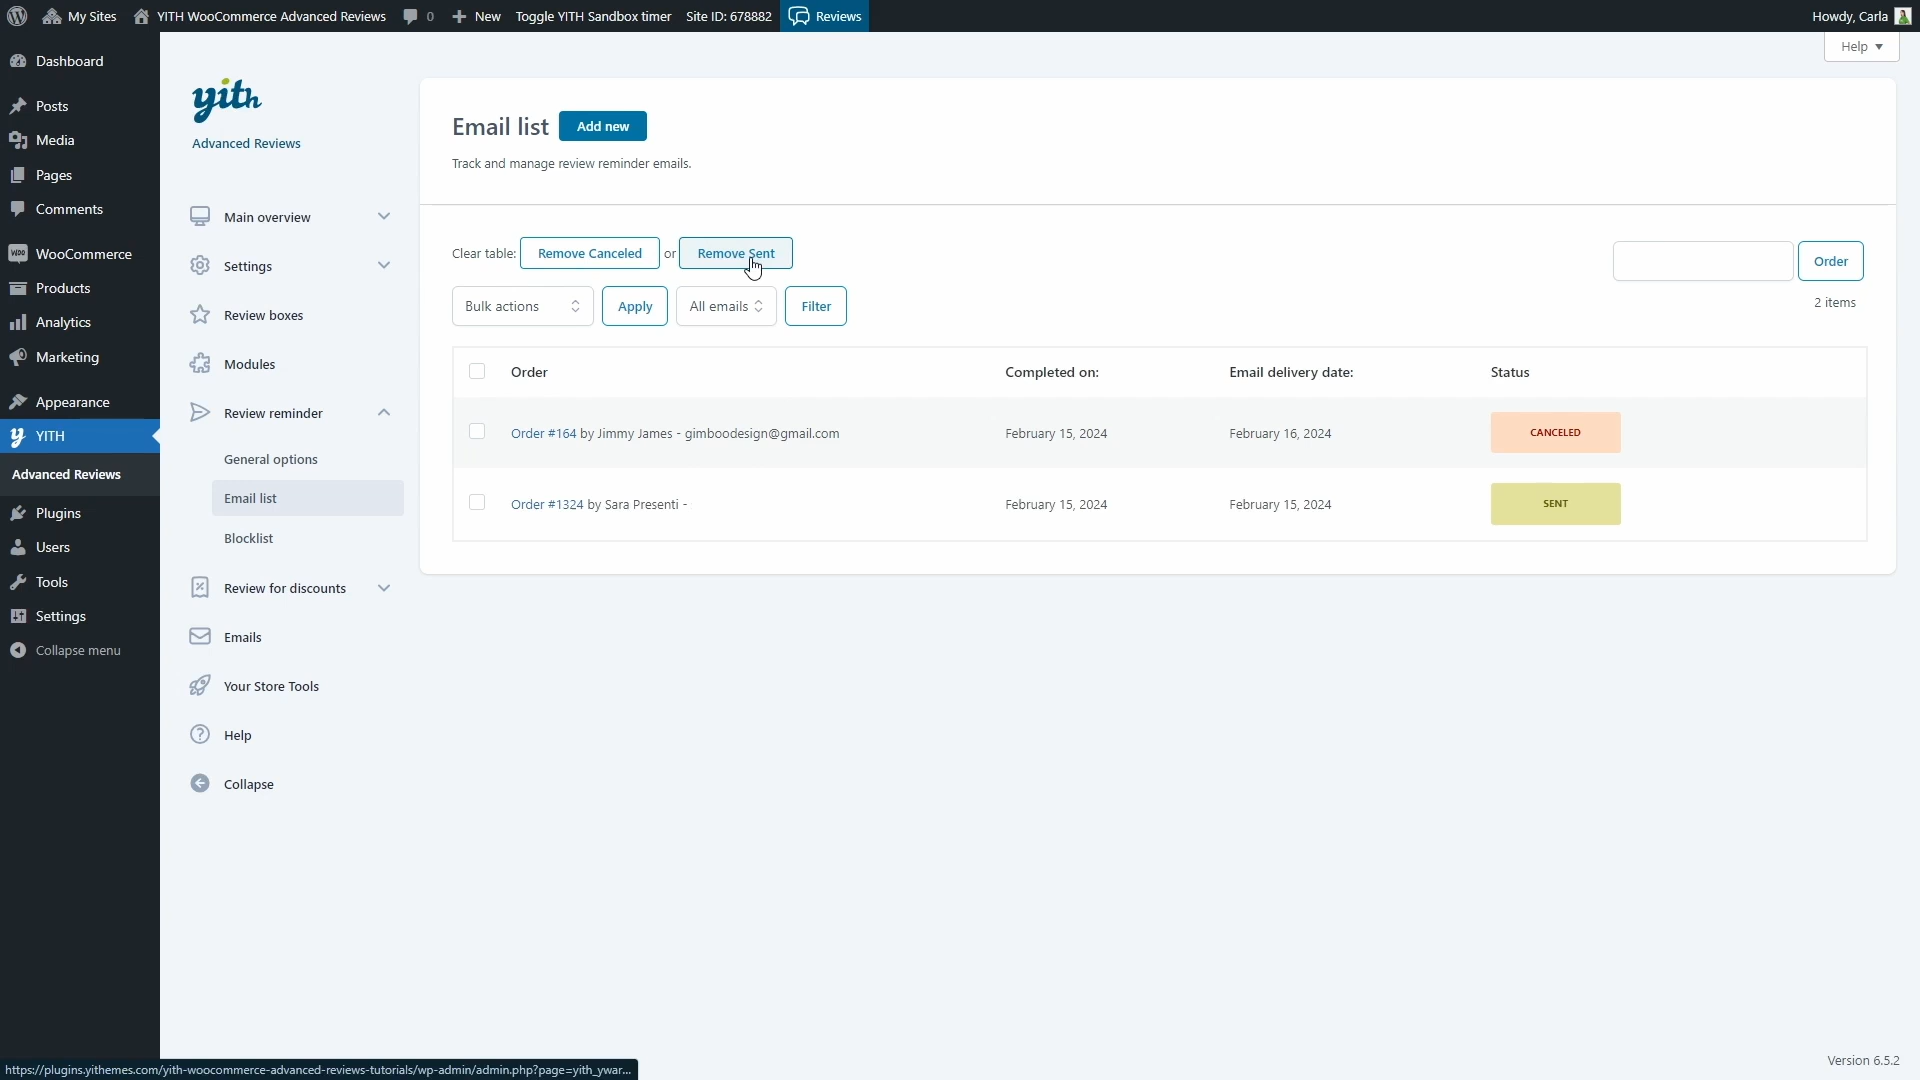 My Sites YITH WooCommerce Advanced Reviews 0 New Toggle YITH Sandbox timer Site ID: 678882 Reviews Howdy, Carla
Help
Dashboard
Posts
Media
Pages
Comments
WOO WooCommerce
Products
Analytics
Marketing
Appearance
YITH
Advanced Reviews
Plugins
Users
Tools
Settings
Collapse menu
yith
Advanced Reviews
Main overview
Settings
Review boxes
Modules
Review reminder
General options
Email list
Blocklist
Review for discounts
Emails
Your Store Tools
Help
Collapse
Email list Add new
Track and manage review reminder emails.
Clear table: Remove Canceled or Remove Sent
Order
Bulk actions Apply All emails Filter
2 items
Order Completed on: Email delivery date: Status
Order #164 by Jimmy James - gimboodesign@gmail.com February 15, 2024 February 16, 2024 CANCELED
Order #1324 by Sara Presenti - February 15, 2024 February 15, 2024 SENT
Version 6.5.2
https://plugins.yithemes.com/yith-woocommerce-advanced-reviews-tutorials/wp-admin/admin.php?page=yith_ywar...